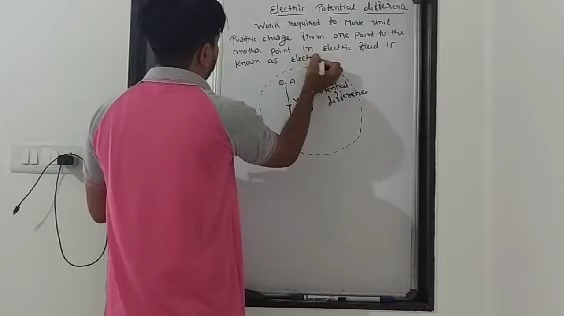 Electric Potential difference
Work required to move unit
Positive charge from one point to the
another point in electric field is
known as Elect
A
Potential
difference